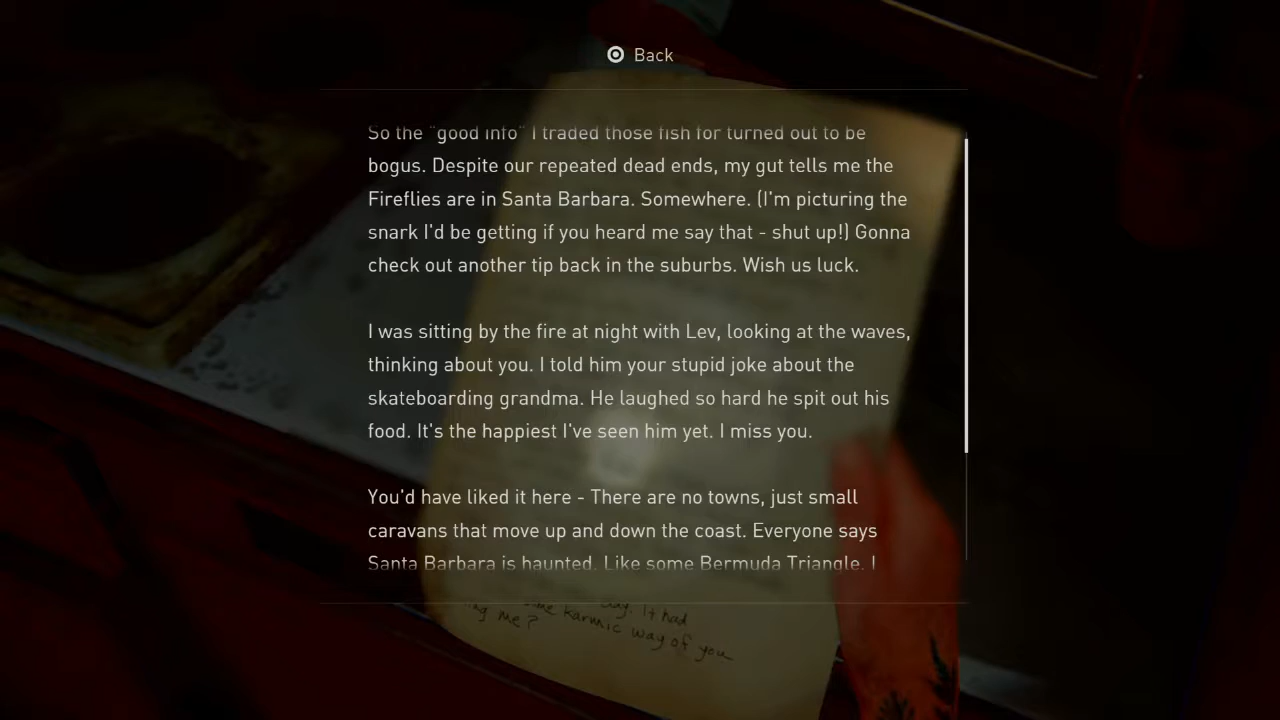 Back
So the "good info" I traded those fish for turned out to be
bogus. Despite our repeated dead ends, my gut tells me the
Fireflies are in Santa Barbara. Somewhere. (I'm picturing the
snark I'd be getting if you heard me say that - shut up!) Gonna
check out another tip back in the suburbs. Wish us luck.
I was sitting by the fire at night with Lev, looking at the waves,
thinking about you. I told him your stupid joke about the
skateboarding grandma. He laughed so hard he spit out his
food. It's the happiest I've seen him yet. I miss you.
You'd have liked it here - There are no towns, just small
caravans that move up and down the coast. Everyone says
Santa Barbara is haunted. Like some Bermuda Triangle. I
It had
karmic way of you
me?